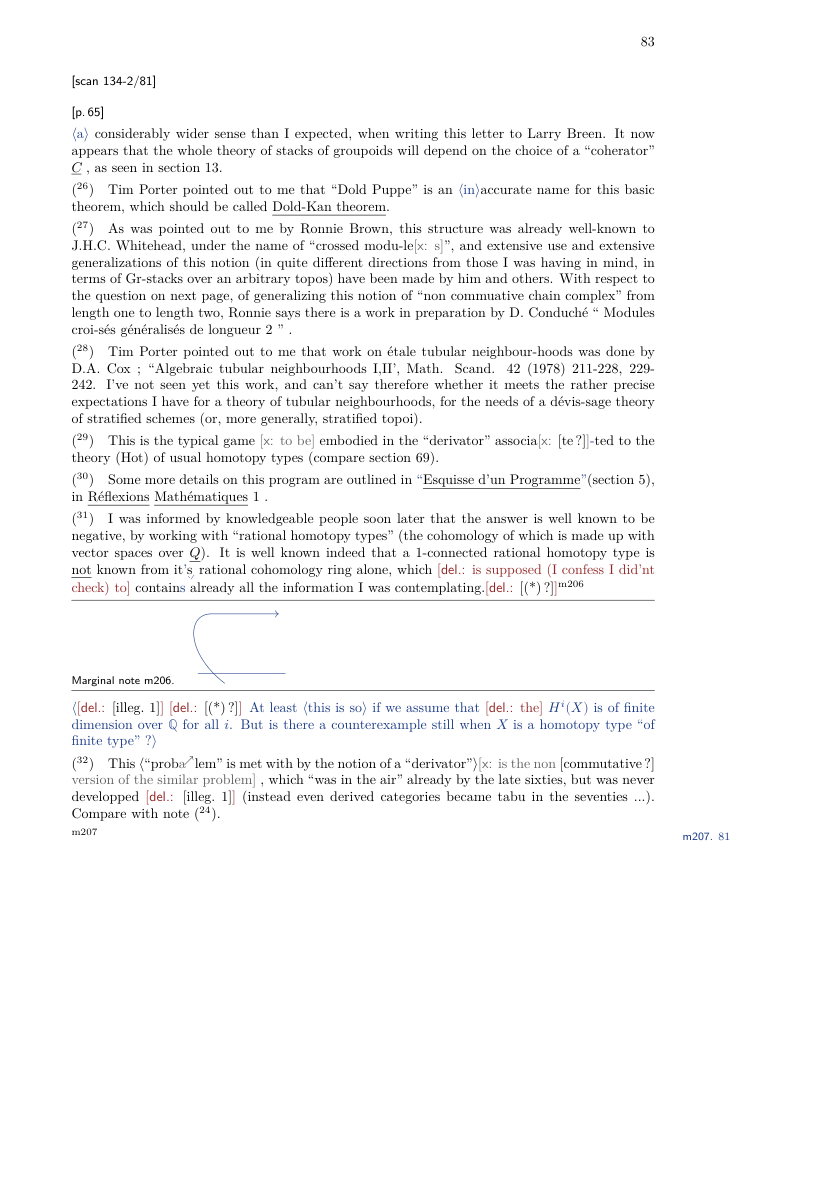 83
[scan 134-2/81]
[p. 65]
⟨a⟩ considerably wider sense than I expected, when writing this letter to Larry Breen. It now
appears that the whole theory of stacks of groupoids will depend on the choice of a “coherator”
C , as seen in section 13.
(26) Tim Porter pointed out to me that “Dold Puppe” is an ⟨in⟩accurate name for this basic
theorem, which should be called Dold-Kan theorem.
(27) As was pointed out to me by Ronnie Brown, this structure was already well-known to
J.H.C. Whitehead, under the name of “crossed modu-le[x: s]”, and extensive use and extensive
generalizations of this notion (in quite different directions from those I was having in mind, in
terms of Gr-stacks over an arbitrary topos) have been made by him and others. With respect to
the question on next page, of generalizing this notion of “non commuative chain complex” from
length one to length two, Ronnie says there is a work in preparation by D. Conduché “ Modules
croi-sés généralisés de longueur 2 ” .
(28) Tim Porter pointed out to me that work on étale tubular neighbour-hoods was done by
D.A. Cox ; “Algebraic tubular neighbourhoods I,II’, Math. Scand. 42 (1978) 211-228, 229-
242. I’ve not seen yet this work, and can’t say therefore whether it meets the rather precise
expectations I have for a theory of tubular neighbourhoods, for the needs of a dévis-sage theory
of stratified schemes (or, more generally, stratified topoi).
(29) This is the typical game [x: to be] embodied in the “derivator” associa[x: [te ?]]-ted to the
theory (Hot) of usual homotopy types (compare section 69).
(30) Some more details on this program are outlined in “Esquisse d’un Programme”(section 5),
in Réflexions Mathématiques 1 .
(31) I was informed by knowledgeable people soon later that the answer is well known to be
negative, by working with “rational homotopy types” (the cohomology of which is made up with
vector spaces over Q). It is well known indeed that a 1-connected rational homotopy type is
not known from it’s rational cohomology ring alone, which [del.: is supposed (I confess I did’nt
check) to] contains already all the information I was contemplating.[del.: [(*) ?]]m206
Marginal note m206.
⟨[del.: [illeg. 1]] [del.: [(*) ?]] At least ⟨this is so⟩ if we assume that [del.: the] Hⁱ(X) is of finite
dimension over ℚ for all i. But is there a counterexample still when X is a homotopy type “of
finite type” ?⟩
(32) This ⟨“proba↗lem” is met with by the notion of a “derivator”⟩[x: is the non [commutative ?]
version of the similar problem] , which “was in the air” already by the late sixties, but was never
developped [del.: [illeg. 1]] (instead even derived categories became tabu in the seventies ...).
Compare with note (24).
m207
m207. 81